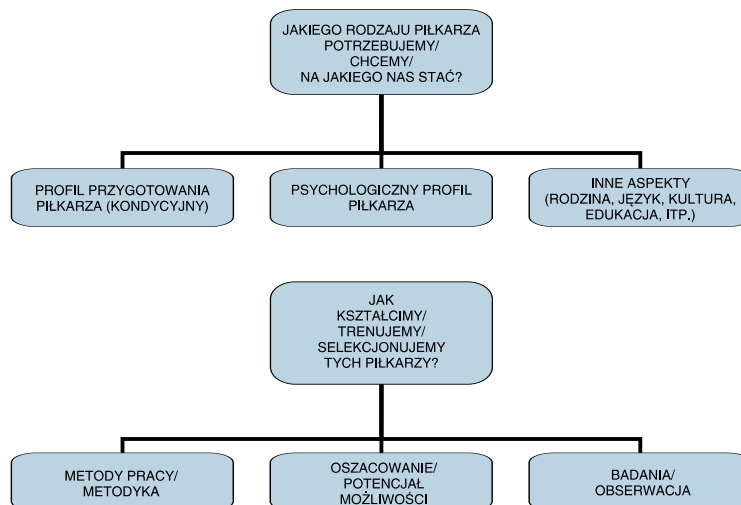 JAKIEGO RODZAJU PIŁKARZA
POTRZEBUJEMY/
CHCEMY/
NA JAKIEGO NAS STAĆ?
PROFIL PRZYGOTOWANIA
PIŁKARZA (KONDYCYJNY)
PSYCHOLOGICZNY PROFIL
PIŁKARZA
INNE ASPEKTY
(RODZINA, JĘZYK, KULTURA,
EDUKACJA, ITP.)
JAK
KSZTAŁCIMY/
TRENUJEMY/
SELEKCJONUJEMY
TYCH PIŁKARZY?
METODY PRACY/
METODYKA
OSZACOWANIE/
POTENCJAŁ
MOŻLIWOŚCI
BADANIA/
OBSERWACJA